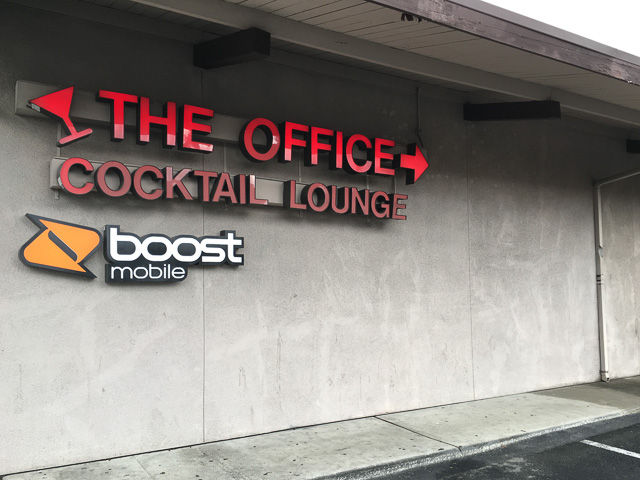 THE OFFICE
COCKTAIL LOUNGE
boost
mobile